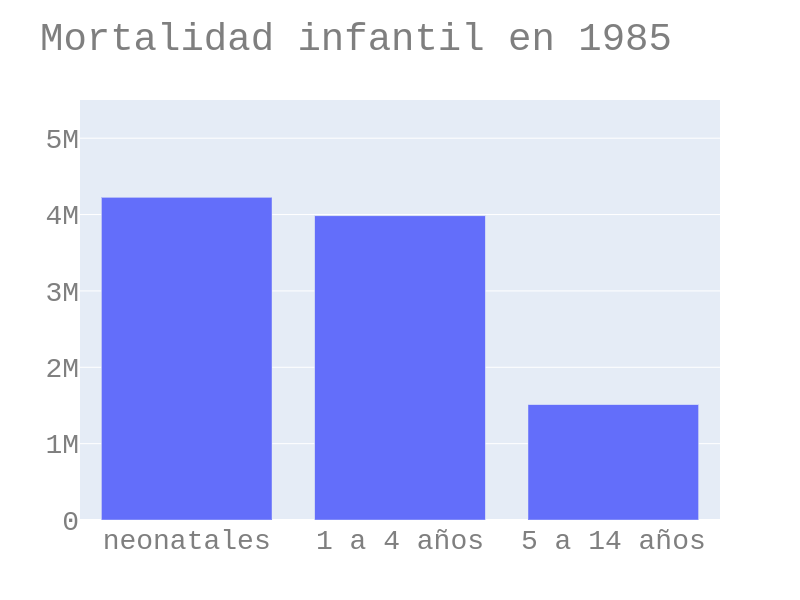 Mortalidad infantil en 1985
5M
4M
3M
2M
1M
0
neonatales 1 a 4 años 5 a 14 años